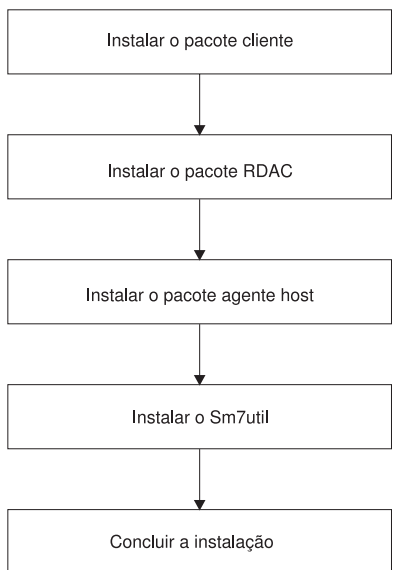 Instalar o pacote cliente
Instalar o pacote RDAC
Instalar o pacote agente host
Instalar o Sm7util
Concluir a instalação